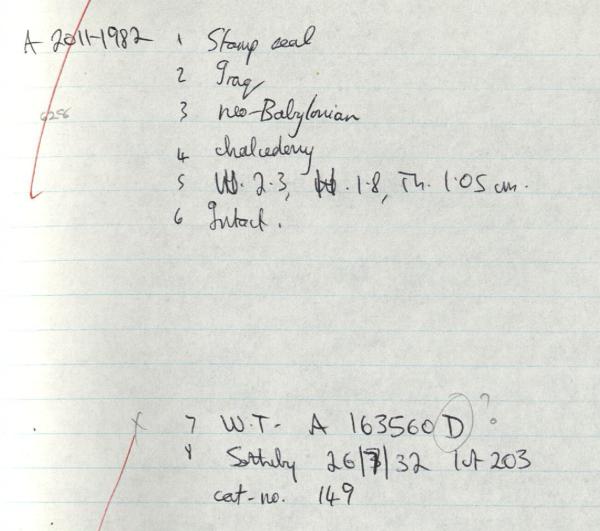 A 2011-1982 1 Stamp seal
2 Iraq
3 neo-Babylonian
4 chalcedony
5 H. 2.3, W. 1.8, Th. 1.05 cm.
6 Intact.
7 W.T. A 163560 D ?
8 Sotheby 26/7/32 lot 203
cat-no. 149